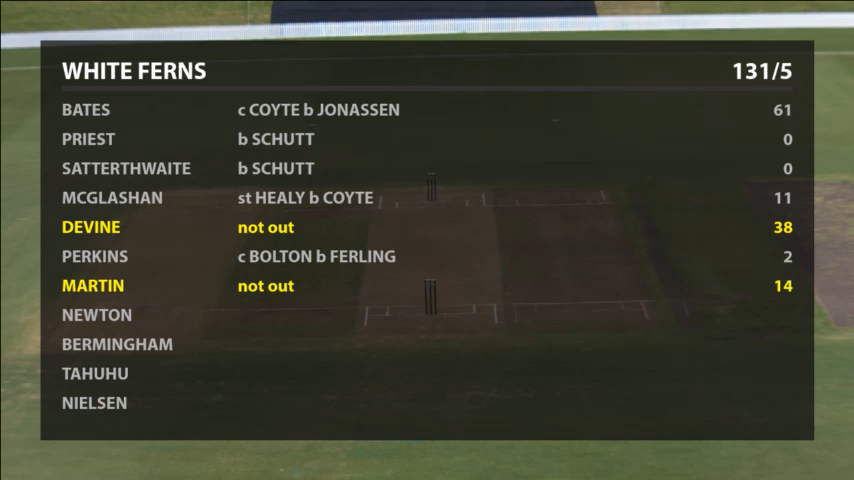 WHITE FERNS 131/5
BATES c COYTE b JONASSEN 61
PRIEST b SCHUTT 0
SATTERTHWAITE b SCHUTT 0
MCGLASHAN st HEALY b COYTE 11
DEVINE not out 38
PERKINS c BOLTON b FERLING 2
MARTIN not out 14
NEWTON
BERMINGHAM
TAHUHU
NIELSEN